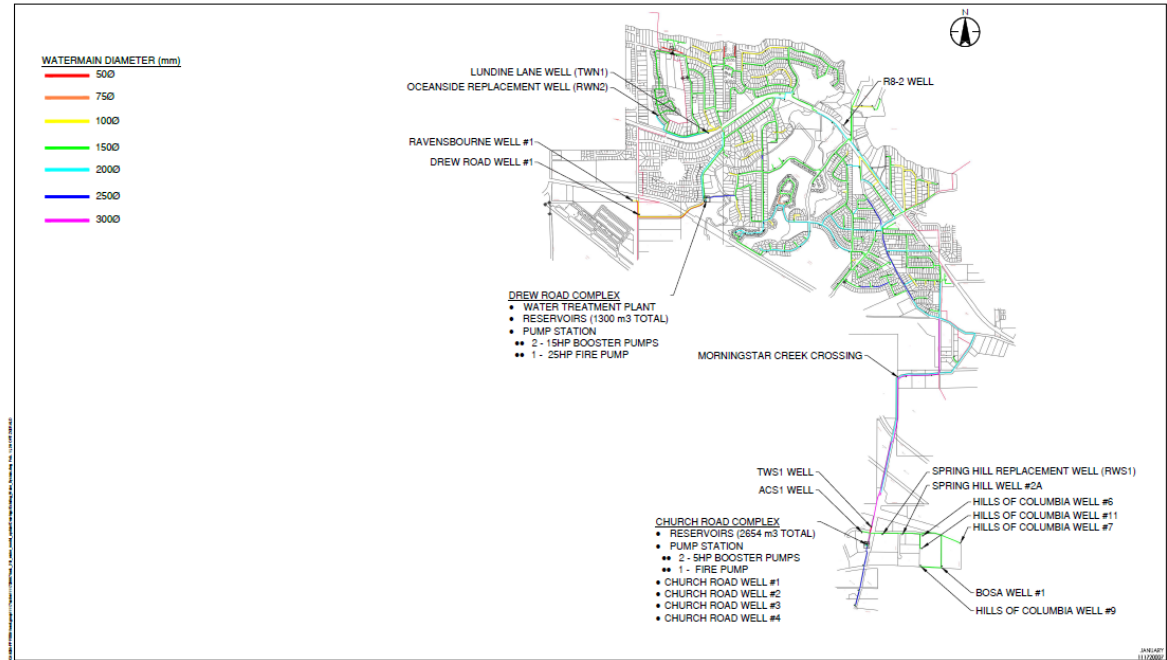 N
WATERMAIN DIAMETER (mm)
50Ø
75Ø
100Ø
150Ø
200Ø
250Ø
300Ø
LUNDINE LANE WELL (TWN1)
OCEANSIDE REPLACEMENT WELL (RWN2)
R8-2 WELL
RAVENSBOURNE WELL #1
DREW ROAD WELL #1
DREW ROAD COMPLEX
• WATER TREATMENT PLANT
• RESERVOIRS (1300 m3 TOTAL)
• PUMP STATION
•• 2 - 15HP BOOSTER PUMPS
•• 1 - 25HP FIRE PUMP
MORNINGSTAR CREEK CROSSING
TWS1 WELL
ACS1 WELL
SPRING HILL REPLACEMENT WELL (RWS1)
SPRING HILL WELL #2A
HILLS OF COLUMBIA WELL #6
HILLS OF COLUMBIA WELL #11
HILLS OF COLUMBIA WELL #7
CHURCH ROAD COMPLEX
• RESERVOIRS (2654 m3 TOTAL)
• PUMP STATION
•• 2 - 5HP BOOSTER PUMPS
•• 1 - FIRE PUMP
• CHURCH ROAD WELL #1
• CHURCH ROAD WELL #2
• CHURCH ROAD WELL #3
• CHURCH ROAD WELL #4
BOSA WELL #1
HILLS OF COLUMBIA WELL #9
JANUARY